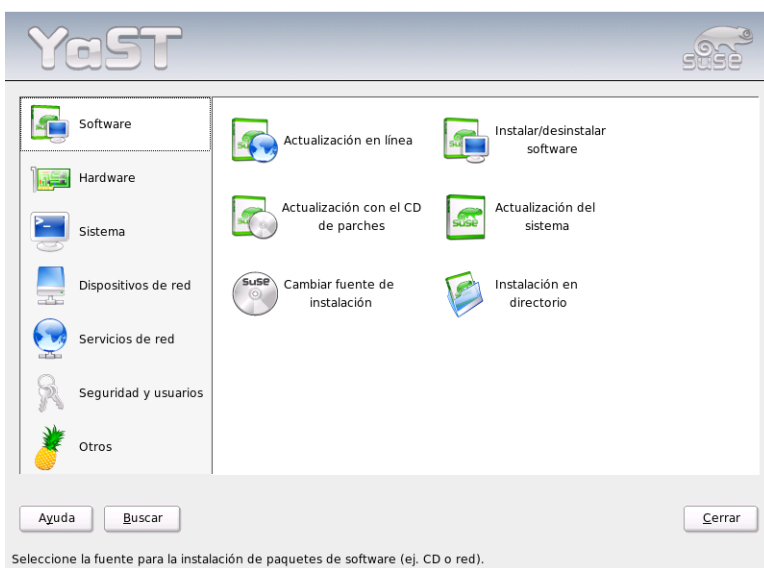 YaST
SUSE
Software
Hardware
Sistema
Dispositivos de red
Servicios de red
Seguridad y usuarios
Otros
Actualización en línea
Instalar/desinstalar
software
Actualización con el CD
de parches
Actualización del
sistema
SUSE
Cambiar fuente de
instalación
Instalación en
directorio
Ayuda
Buscar
Cerrar
Seleccione la fuente para la instalación de paquetes de software (ej. CD o red).